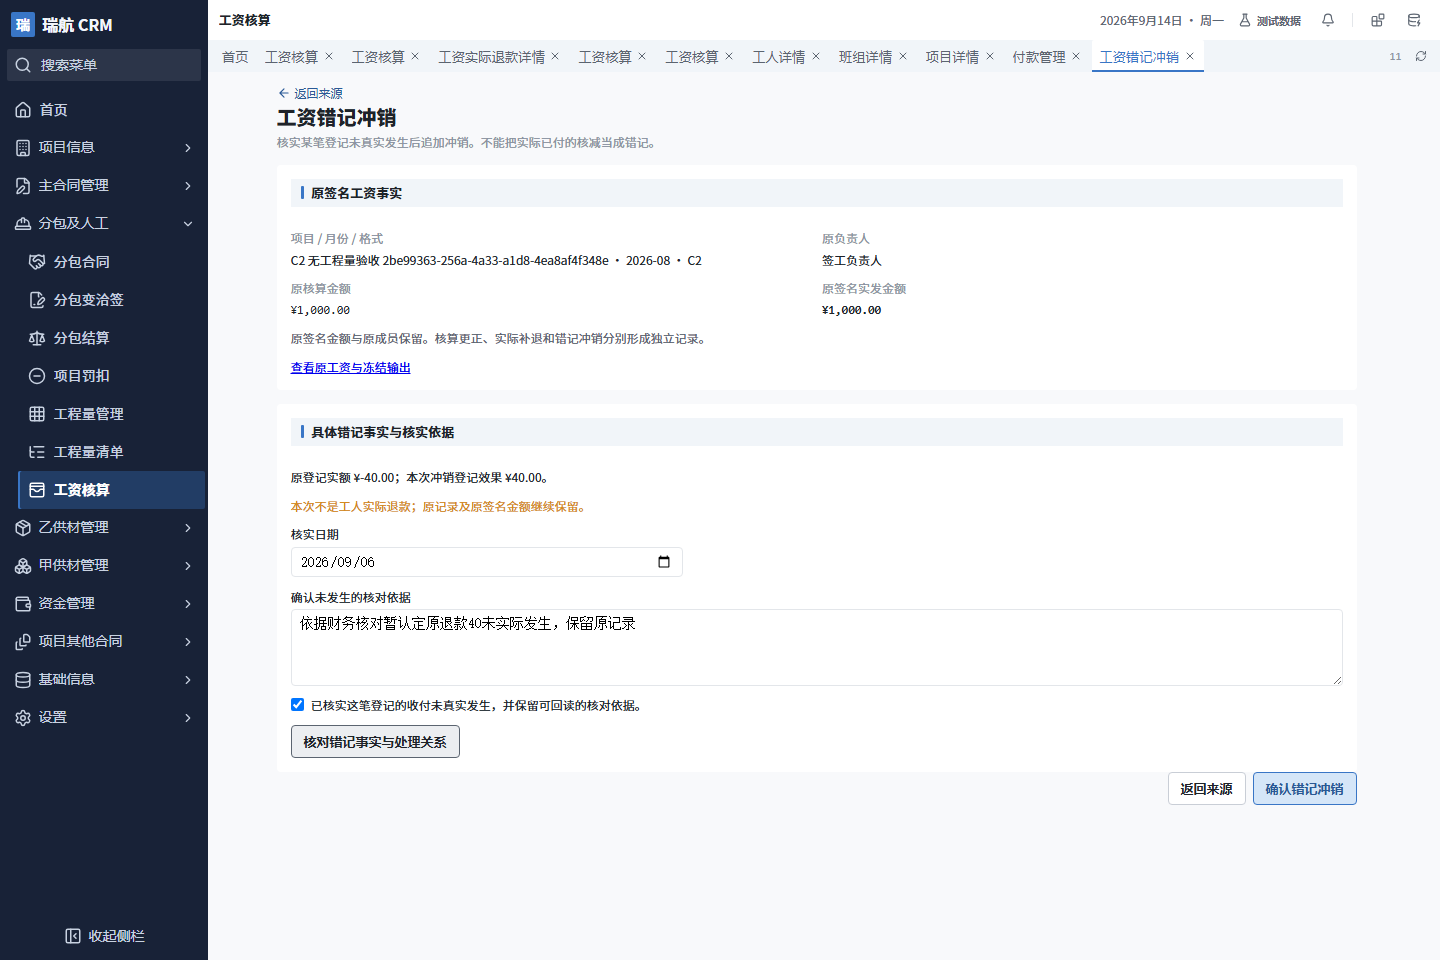 瑞 瑞航 CRM
搜索菜单
首页
项目信息
主合同管理
分包及人工
分包合同
分包变洽签
分包结算
项目罚扣
工程量管理
工程量清单
工资核算
乙供材管理
甲供材管理
资金管理
项目其他合同
基础信息
设置
收起侧栏
工资核算
2026年9月14日 • 周一 测试数据
首页 工资核算 工资核算 工资实际退款详情 工资核算 工资核算 工人详情 班组详情 项目详情 付款管理 工资错记冲销 11
返回来源
工资错记冲销
核实某笔登记未真实发生后追加冲销。不能把实际已付的核减当成错记。
原签名工资事实
项目 / 月份 / 格式
C2 无工程量验收 2be99363-256a-4a33-a1d8-4ea8af4f348e • 2026-08 • C2
原负责人
签工负责人
原核算金额
¥1,000.00
原签名实发金额
¥1,000.00
原签名金额与原成员保留。核算更正、实际补退和错记冲销分别形成独立记录。
查看原工资与冻结输出
具体错记事实与核实依据
原登记实额 ¥-40.00；本次冲销登记效果 ¥40.00。
本次不是工人实际退款；原记录及原签名金额继续保留。
核实日期
2026/09/06
确认未发生的核对依据
依据财务核对暂认定原退款40未实际发生，保留原记录
已核实这笔登记的收付未真实发生，并保留可回读的核对依据。
核对错记事实与处理关系
返回来源 确认错记冲销